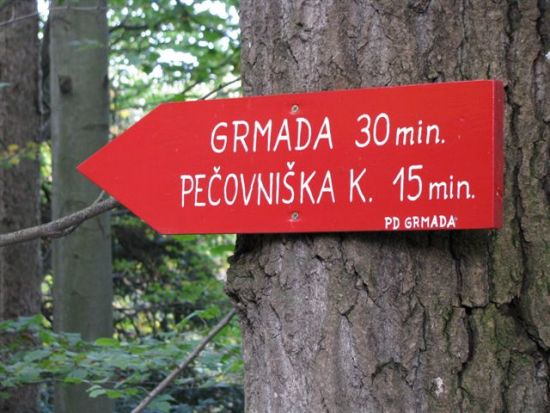 GRMADA 30 min.
PEČOVNIŠKA K. 15 min.
PD GRMADA